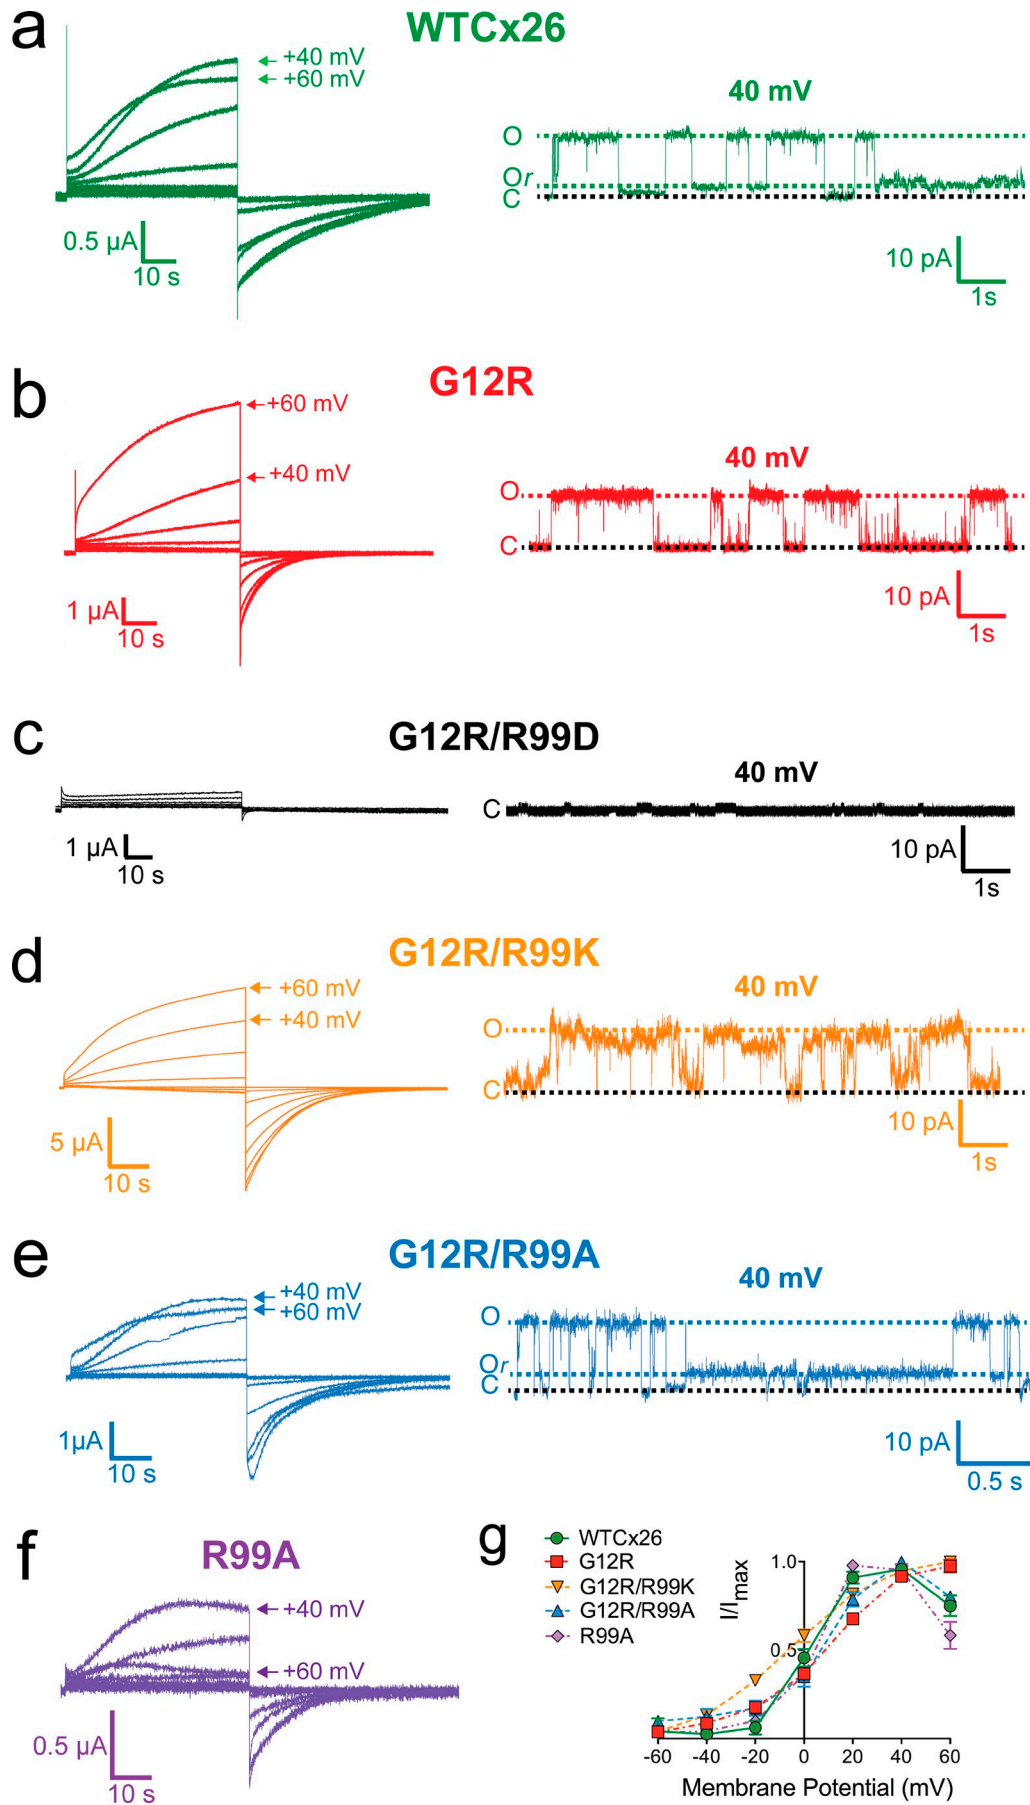 a
WTCx26
+40 mV
+60 mV
40 mV
O
Or
C
0.5 µA
10 s
10 pA
1s
b
G12R
+60 mV
+40 mV
40 mV
O
C
1 µA
10 s
10 pA
1s
c
G12R/R99D
40 mV
C
1 µA
10 s
10 pA
1s
d
G12R/R99K
+60 mV
+40 mV
40 mV
O
C
5 µA
10 s
10 pA
1s
e
G12R/R99A
+40 mV
+60 mV
40 mV
O
Or
C
1µA
10 s
10 pA
0.5 s
f
R99A
+40 mV
+60 mV
0.5 µA
10 s
g
WTCx26
G12R
G12R/R99K
G12R/R99A
R99A
I/Imax
1.0
0.5
-60 -40 -20 0 20 40 60
Membrane Potential (mV)